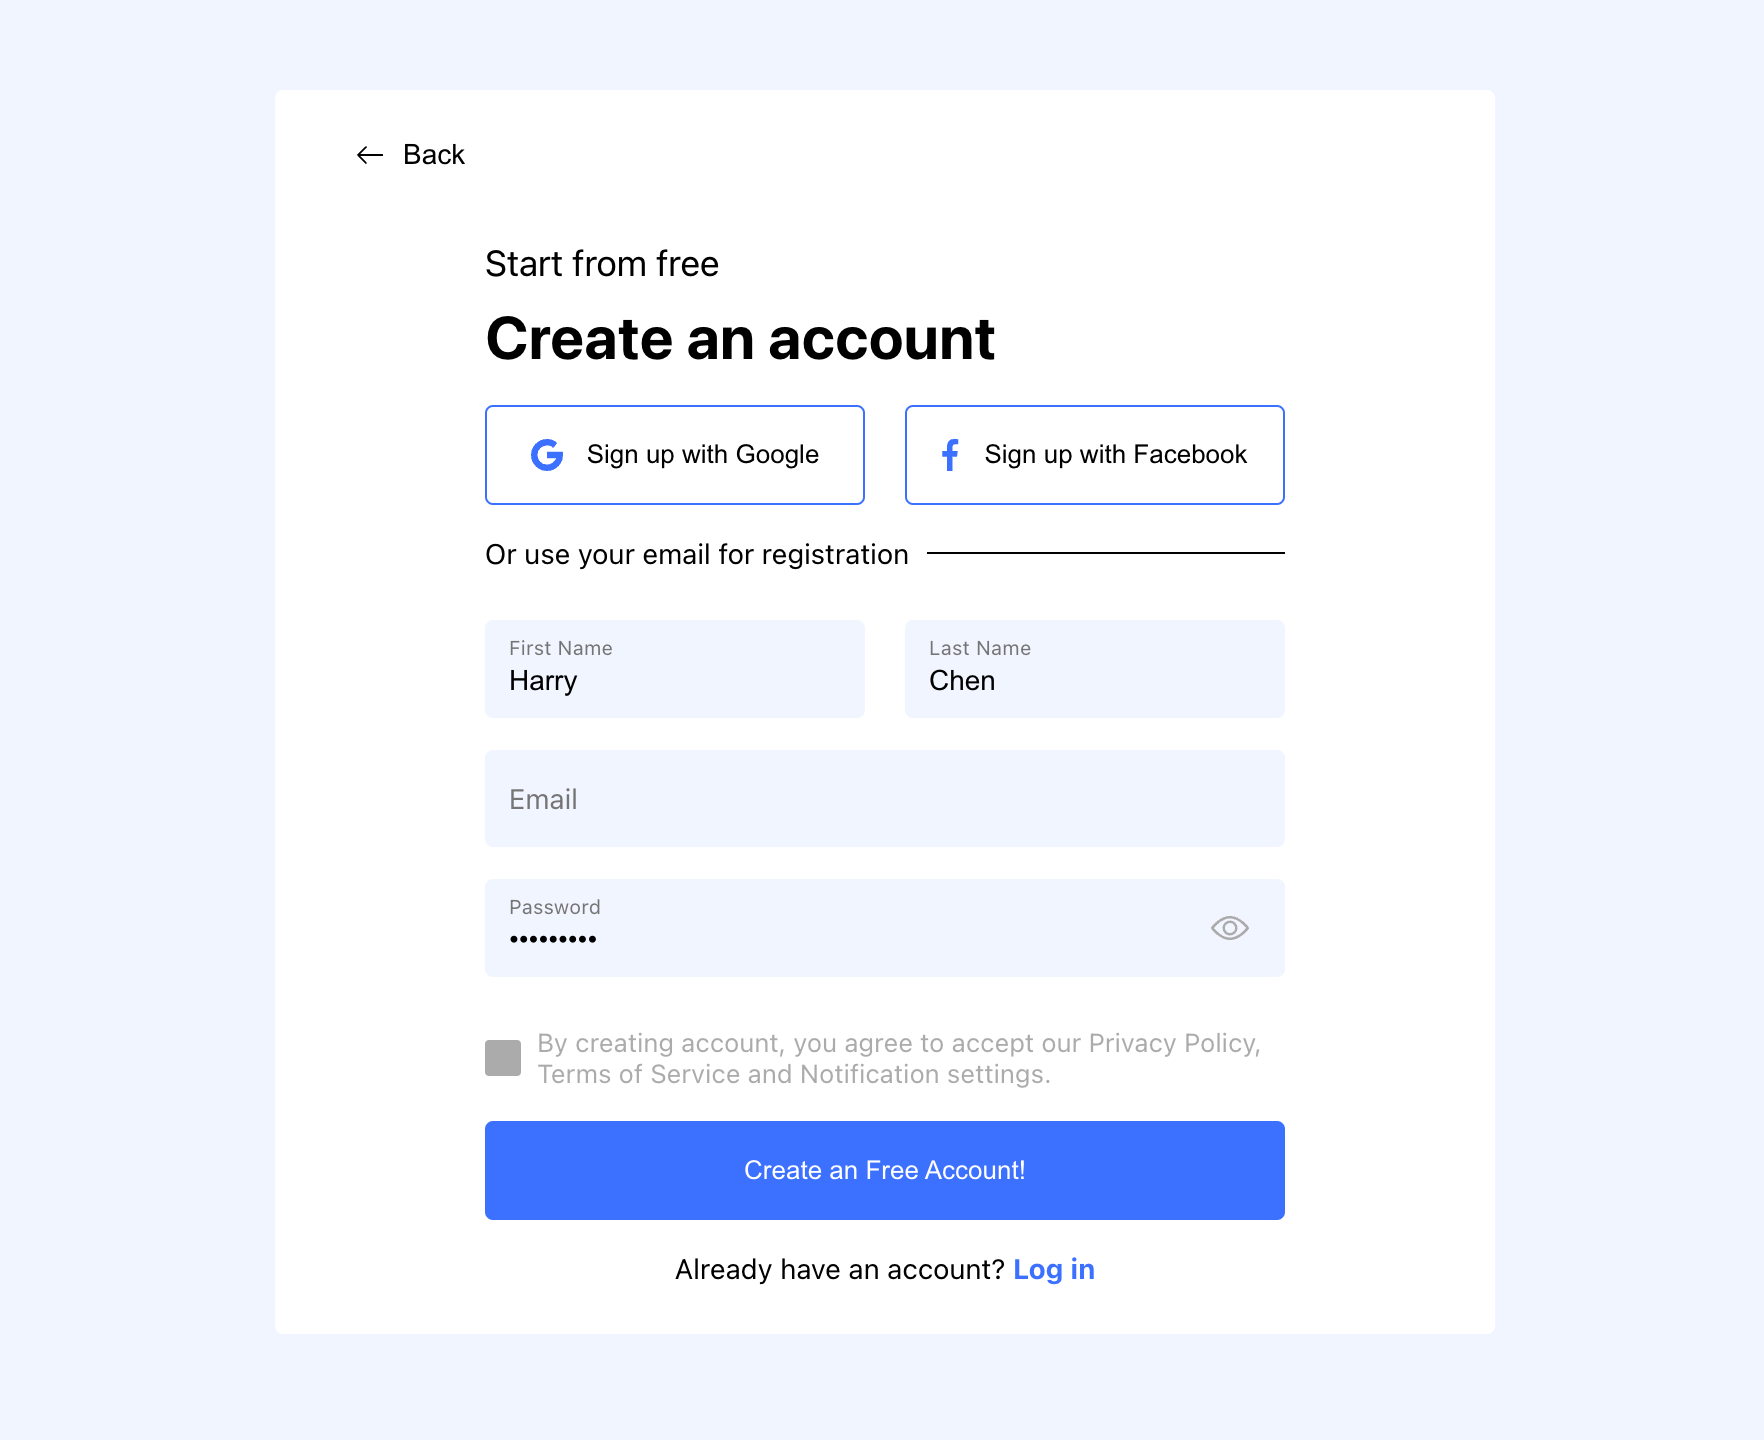 Back
Start from free
Create an account
Sign up with Google
Sign up with Facebook
Or use your email for registration
First Name
Harry
Last Name
Chen
Email
Password
•••••••••
By creating account, you agree to accept our Privacy Policy,
Terms of Service and Notification settings.
Create an Free Account!
Already have an account? Log in